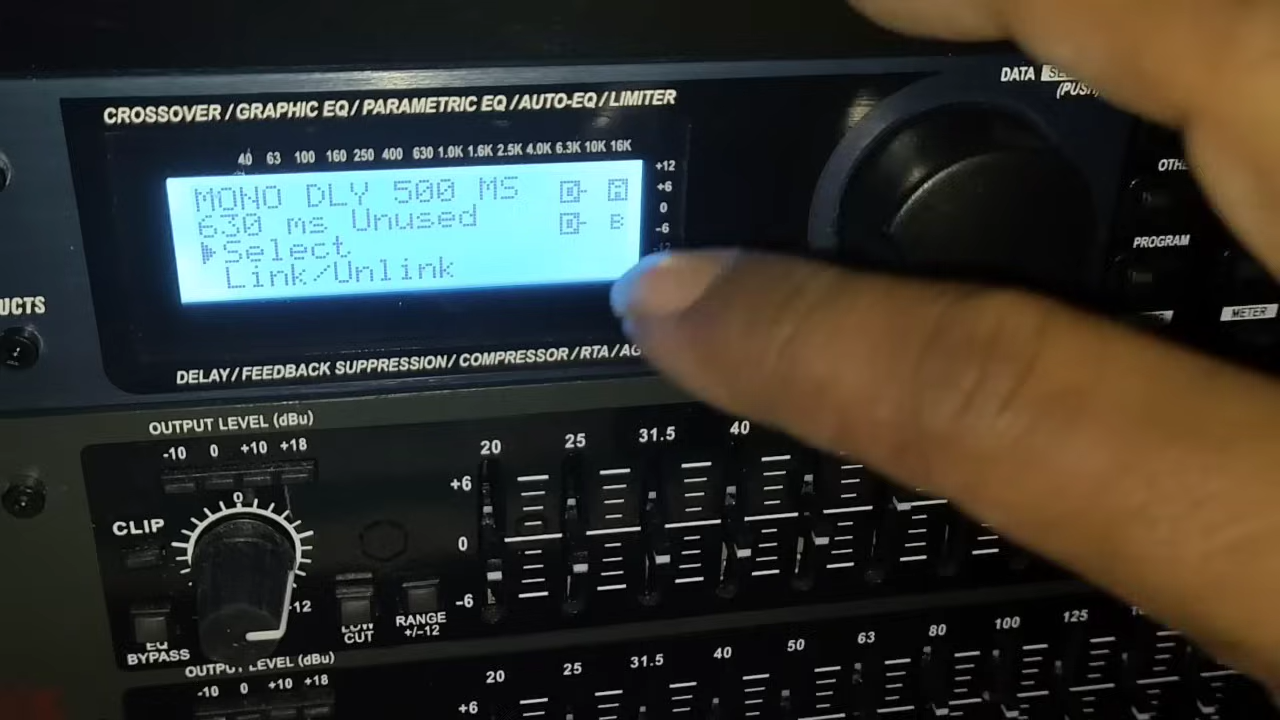 DATA
(PUSH)
CROSSOVER / GRAPHIC EQ / PARAMETRIC EQ / AUTO-EQ / LIMITER
40 63 100 160 250 400 630 1.0K 1.6K 2.5K 4.0K 6.3K 10K 16K
+12
+6
0
-6
-12
MONO DLY 500 MS A
630 ms Unused B
Select
Link/Unlink
PROGRAM
METER
UCTS
DELAY / FEEDBACK SUPPRESSION / COMPRESSOR / RTA /
OUTPUT LEVEL (dBu)
-10 0 +10 +18
0
CLIP
-12
EQ
BYPASS
LOW
CUT
RANGE
+/-12
20 25 31.5 40
+6
0
-6
OUTPUT LEVEL (dBu)
-10 0 +10 +18
20 25 31.5 40 50 63 80 100 125
+6